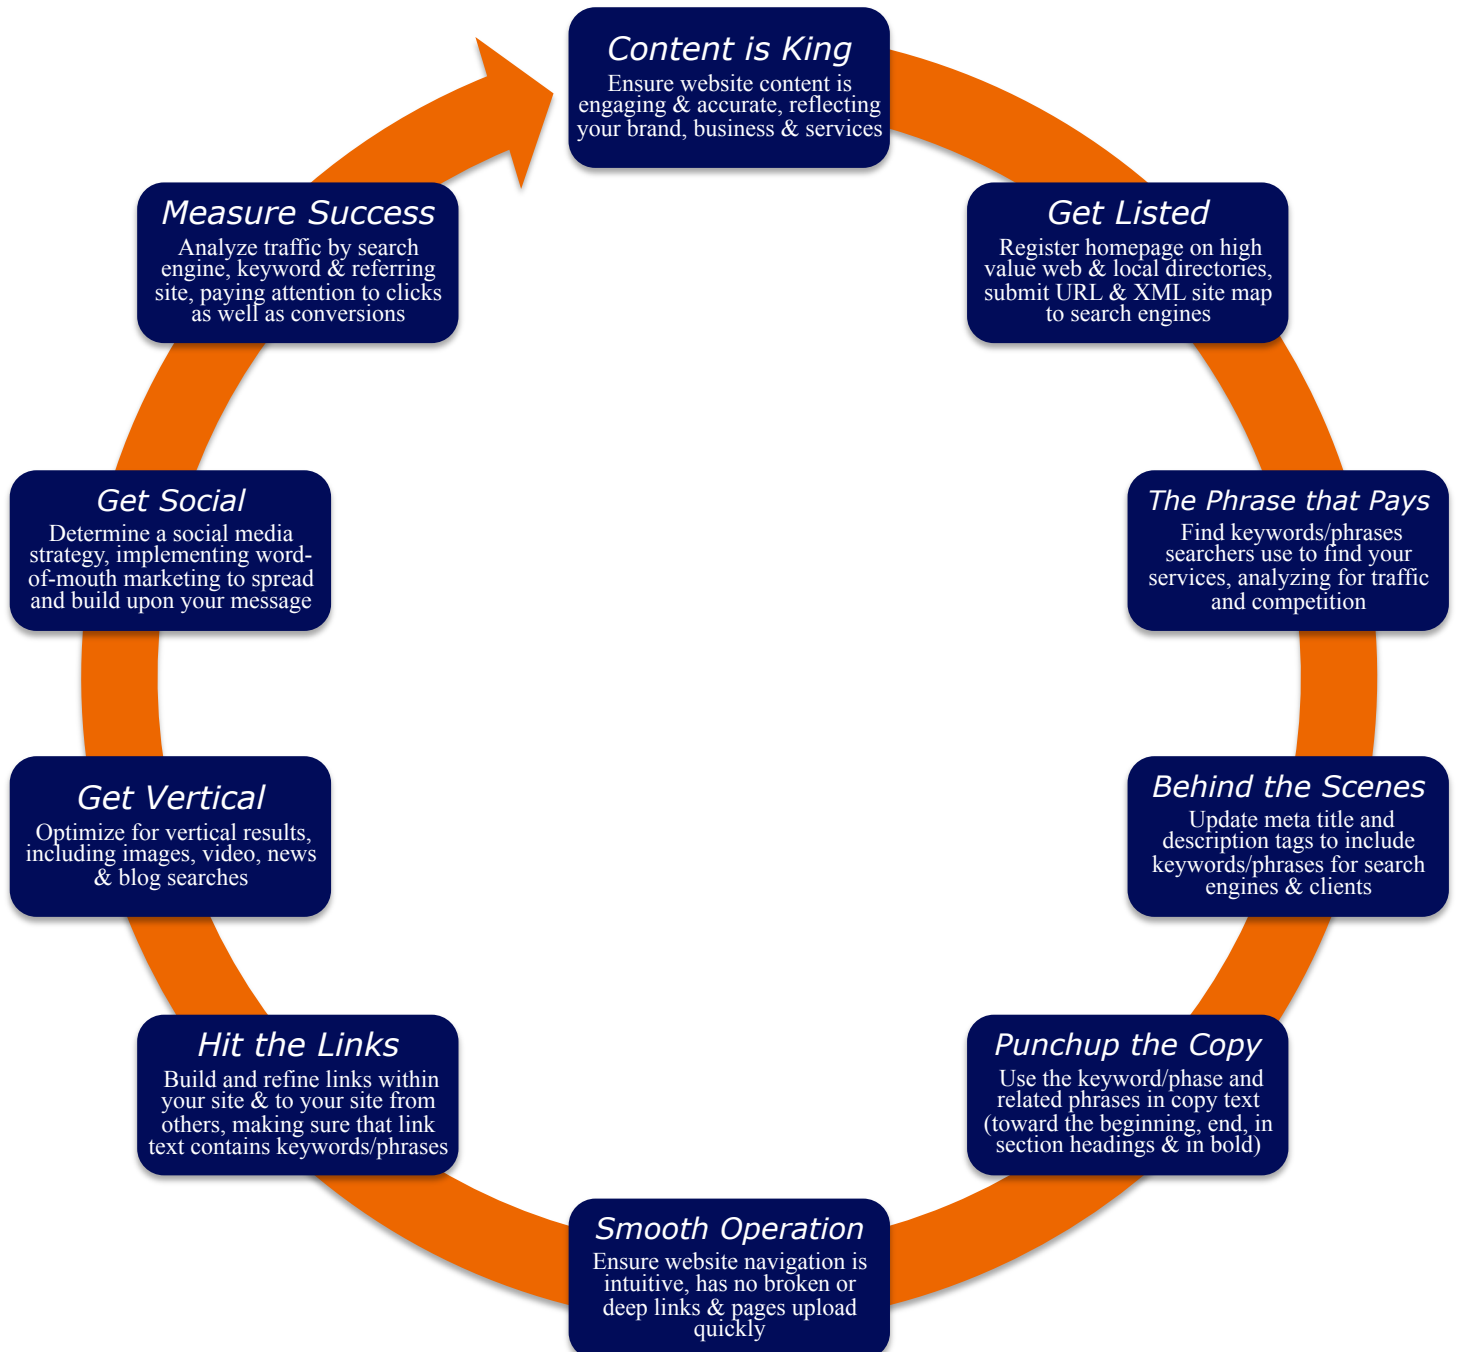 Content is King
Ensure website content is
engaging & accurate, reflecting
your brand, business & services
Get Listed
Register homepage on high
value web & local directories,
submit URL & XML site map
to search engines
The Phrase that Pays
Find keywords/phrases
searchers use to find your
services, analyzing for traffic
and competition
Behind the Scenes
Update meta title and
description tags to include
keywords/phrases for search
engines & clients
Punchup the Copy
Use the keyword/phase and
related phrases in copy text
(toward the beginning, end, in
section headings & in bold)
Smooth Operation
Ensure website navigation is
intuitive, has no broken or
deep links & pages upload
quickly
Hit the Links
Build and refine links within
your site & to your site from
others, making sure that link
text contains keywords/phrases
Get Vertical
Optimize for vertical results,
including images, video, news
& blog searches
Get Social
Determine a social media
strategy, implementing word-
of-mouth marketing to spread
and build upon your message
Measure Success
Analyze traffic by search
engine, keyword & referring
site, paying attention to clicks
as well as conversions